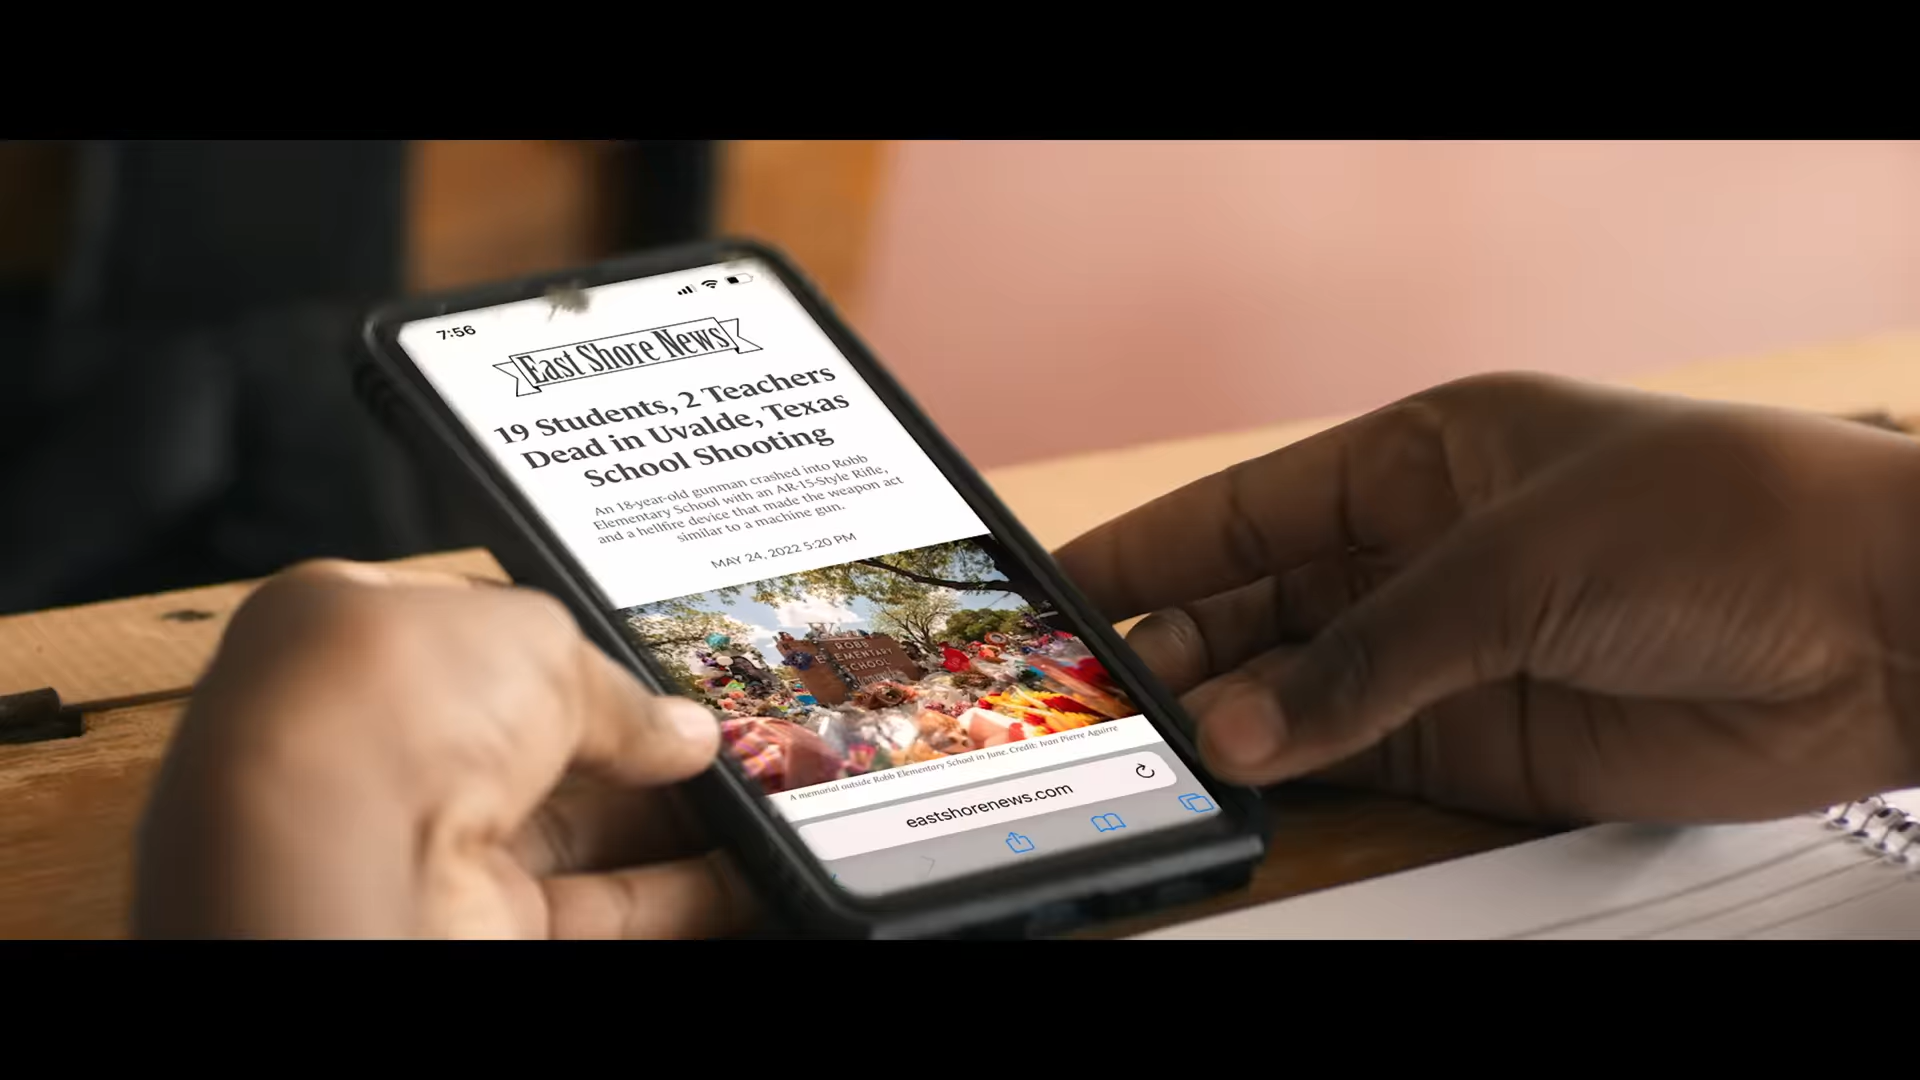 7:56
East Shore News
19 Students, 2 Teachers
Dead in Uvalde, Texas
School Shooting
An 18-year-old gunman crashed into Robb
Elementary School with an AR-15-Style Rifle,
and a hellfire device that made the weapon act
similar to a machine gun.
MAY 24, 2022 5:20 PM
ROBB
ELEMENTARY
SCHOOL
A memorial outside Robb Elementary School in June. Credit: Ivan Pierre Aguirre
eastshorenews.com